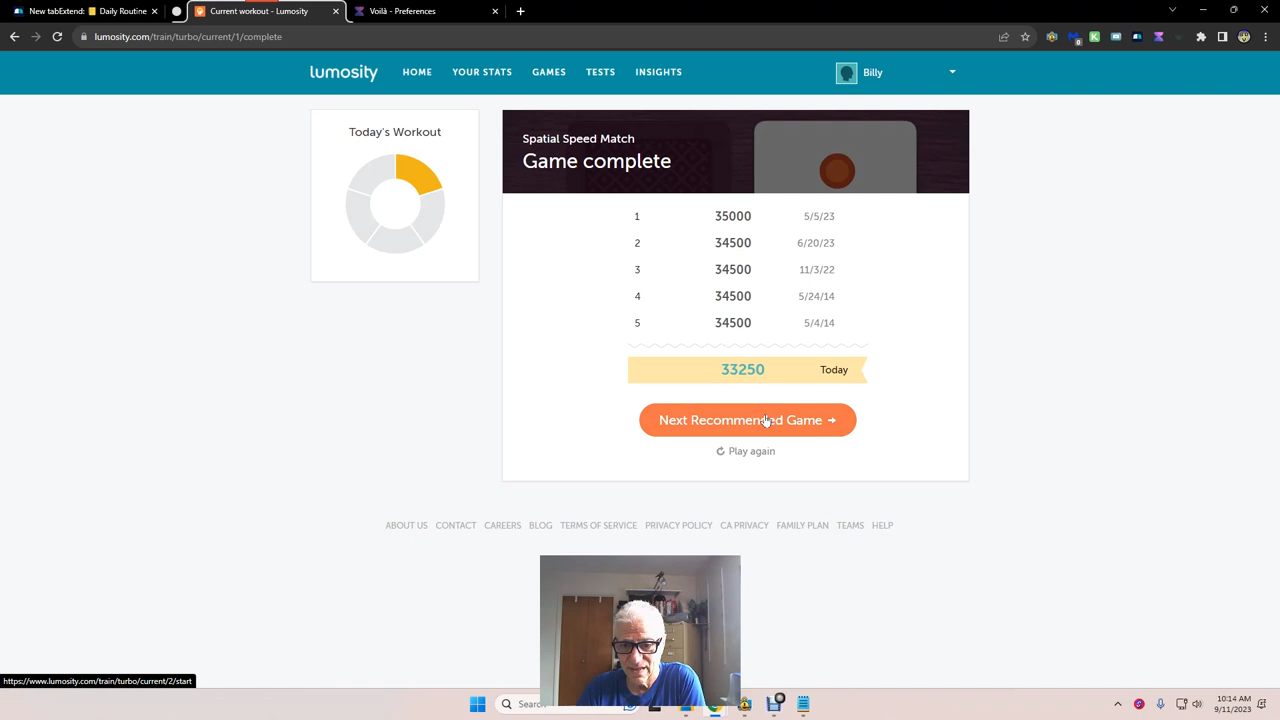 New tabExtend: Daily Routine
Current workout - Lumosity
Voilà - Preferences
lumosity.com/train/turbo/current/1/complete
lumosity
HOME
YOUR STATS
GAMES
TESTS
INSIGHTS
Billy
Today's Workout
Spatial Speed Match
Game complete
1 35000 5/5/23
2 34500 6/20/23
3 34500 11/3/22
4 34500 5/24/14
5 34500 5/4/14
33250 Today
Next Recommended Game →
Play again
ABOUT US CONTACT CAREERS BLOG TERMS OF SERVICE PRIVACY POLICY CA PRIVACY FAMILY PLAN TEAMS HELP
https://www.lumosity.com/train/turbo/current/2/start
Search
10:14 AM
9/11/2023